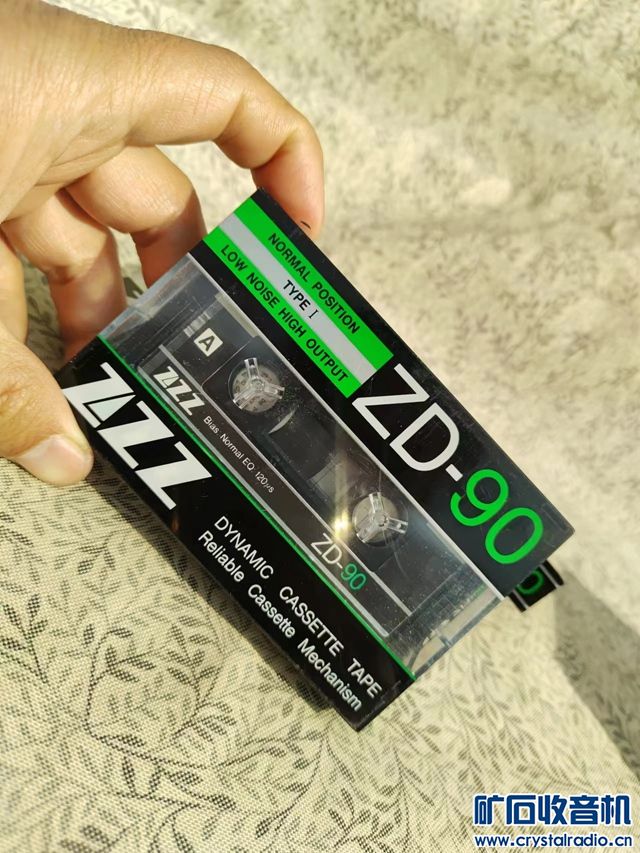 NORMAL POSITION
TYPE I
LOW NOISE HIGH OUTPUT
ZD-90
A
ZZZ
Bias Normal EQ 120µs
ZD-90
ZZZ
DYNAMIC CASSETTE TAPE
Reliable Cassette Mechanism
矿石收音机
www.crystalradio.cn